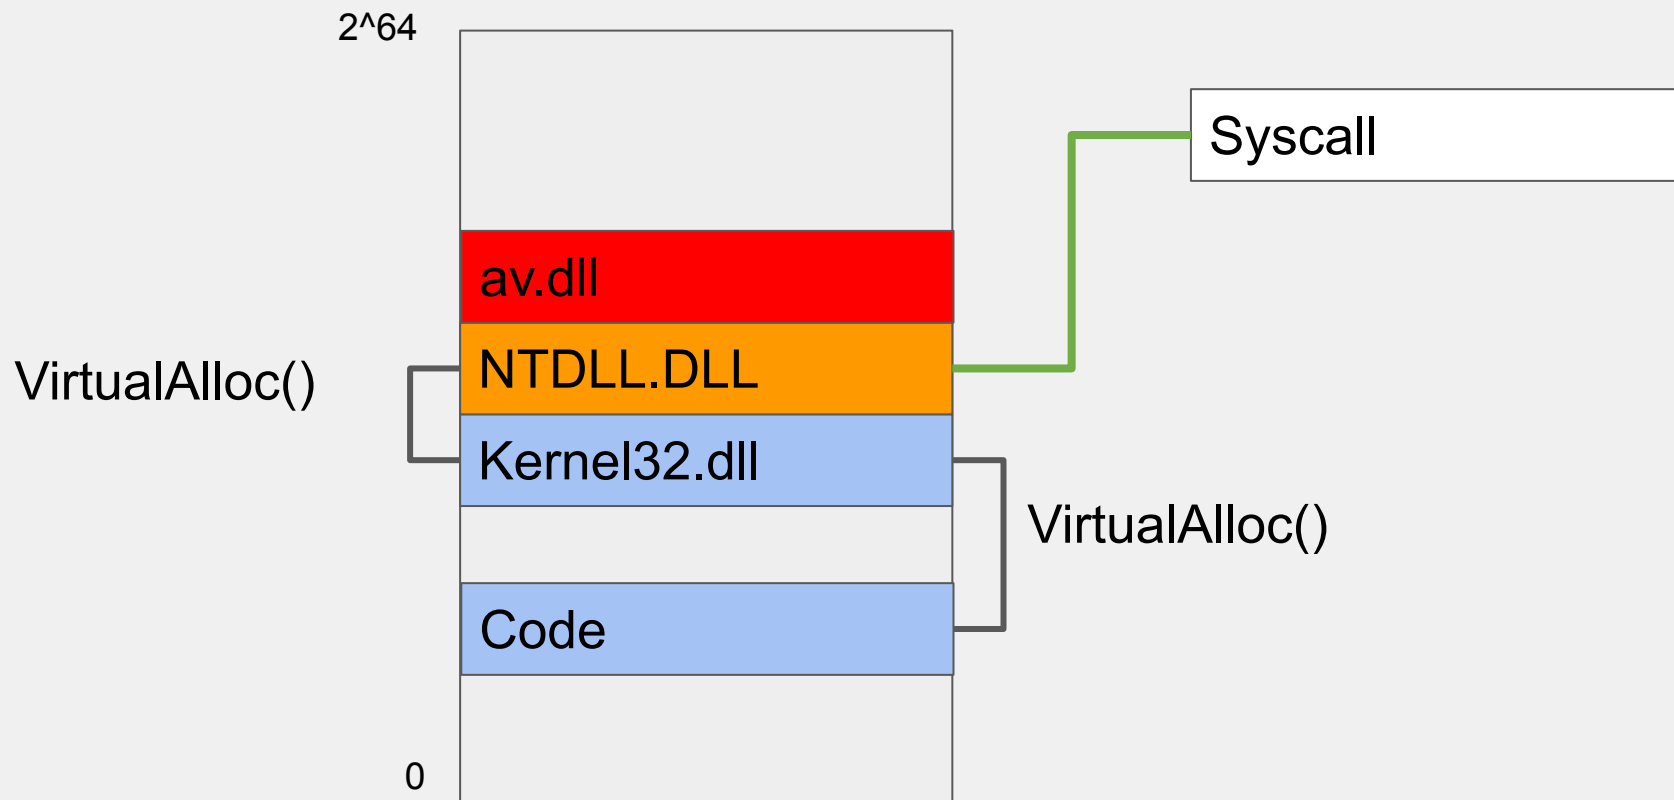 2^64
Syscall
av.dll
NTDLL.DLL
VirtualAlloc()
Kernel32.dll
VirtualAlloc()
Code
0